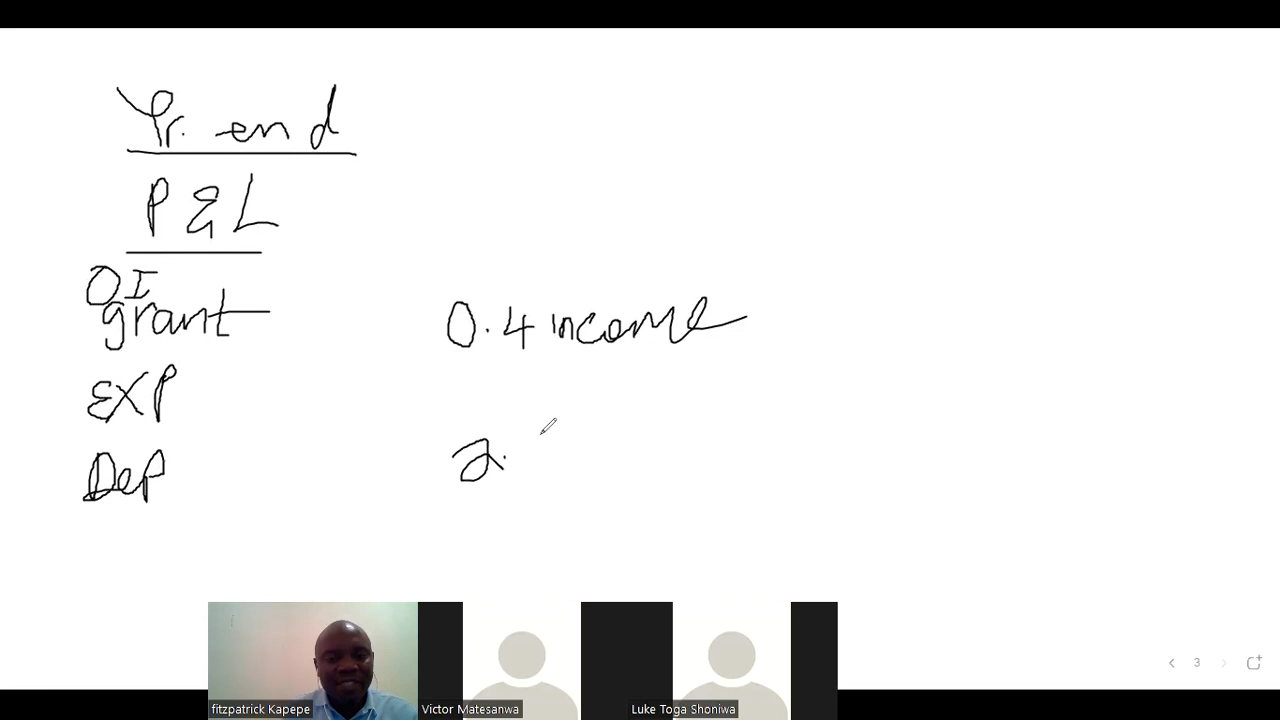 Yr. end
P & L
OI
grant 0.4 income
EXP
Dep 2.
3
fitzpatrick Kapepe
Victor Matesanwa
Luke Toga Shoniwa